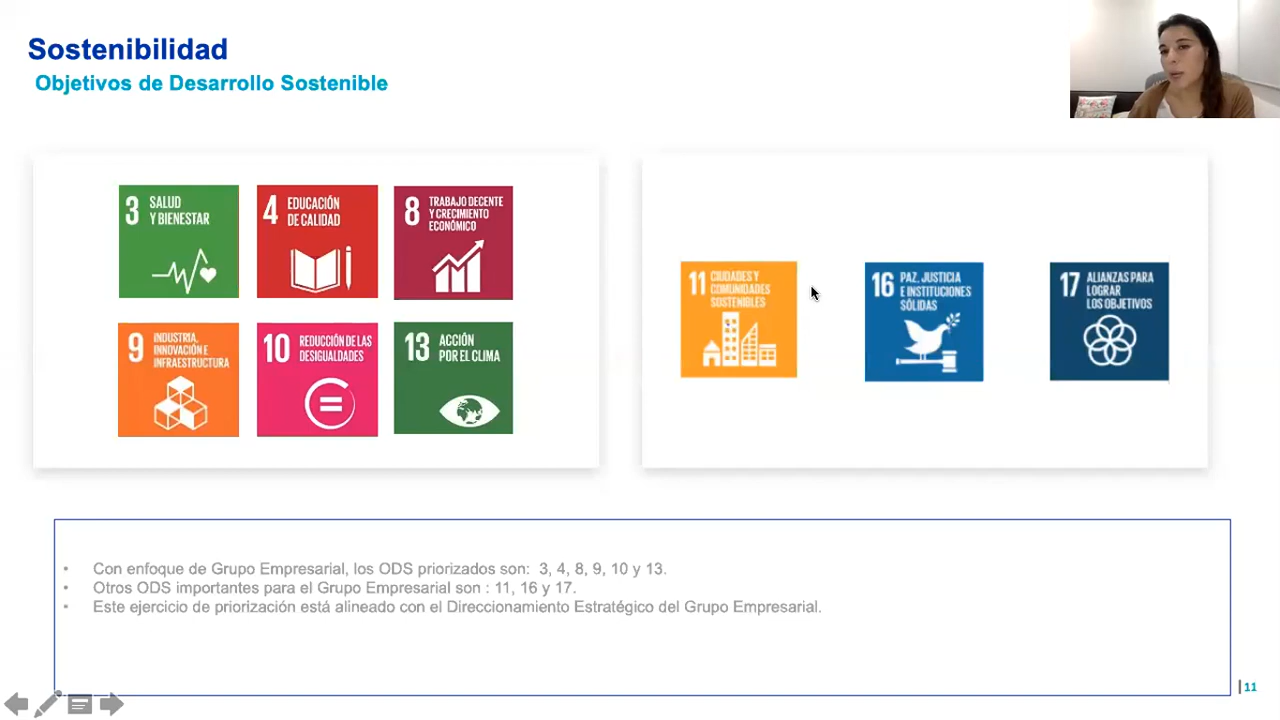 Sostenibilidad
Objetivos de Desarrollo Sostenible
3 SALUD
Y BIENESTAR
4 EDUCACIÓN
DE CALIDAD
8 TRABAJO DECENTE
Y CRECIMIENTO
ECONÓMICO
9 INDUSTRIA,
INNOVACIÓN E
INFRAESTRUCTURA
10 REDUCCIÓN DE LAS
DESIGUALDADES
13 ACCIÓN
POR EL CLIMA
11 CIUDADES Y
COMUNIDADES
SOSTENIBLES
16 PAZ, JUSTICIA
E INSTITUCIONES
SÓLIDAS
17 ALIANZAS PARA
LOGRAR
LOS OBJETIVOS
• Con enfoque de Grupo Empresarial, los ODS priorizados son: 3, 4, 8, 9, 10 y 13.
• Otros ODS importantes para el Grupo Empresarial son : 11, 16 y 17.
• Este ejercicio de priorización está alineado con el Direccionamiento Estratégico del Grupo Empresarial.
11